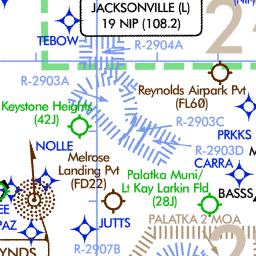 JACKSONVILLE (L)
19 NIP (108.2)
TEBOW
R-2904A
2
R-2903A
Reynolds Airpark Pvt
(FL60)
Keystone Heights
(42J)
R-2903C
PRKKS
NOLLE
Melrose
Landing Pvt
(FD22)
R-2903D
CARRA
Palatka Muni/
Lt Kay Larkin Fld
(28J)
BASSS
PAZ
JUTTS
PALATKA 2 MOA
R-2907B
2